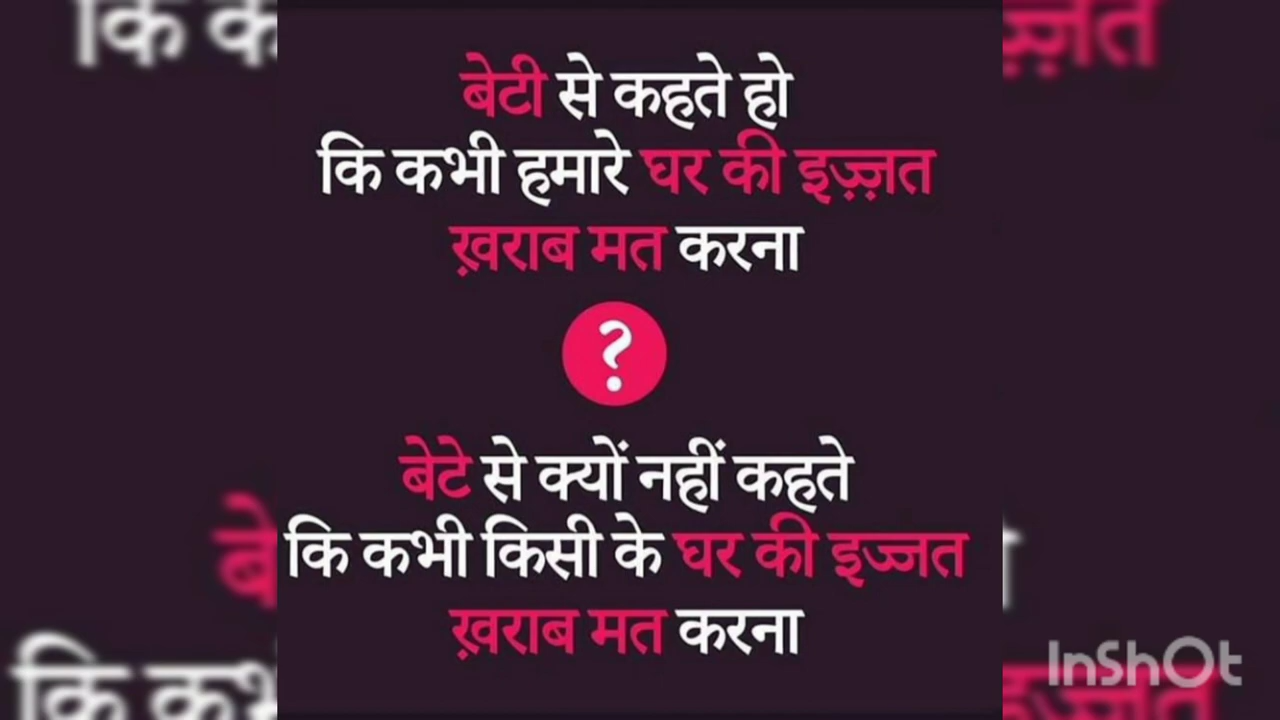 बेटी से कहते हो
कि कभी हमारे घर की इज़्ज़त
ख़राब मत करना
?
बेटे से क्यों नहीं कहते
कि कभी किसी के घर की इज्जत
ख़राब मत करना
InShOt